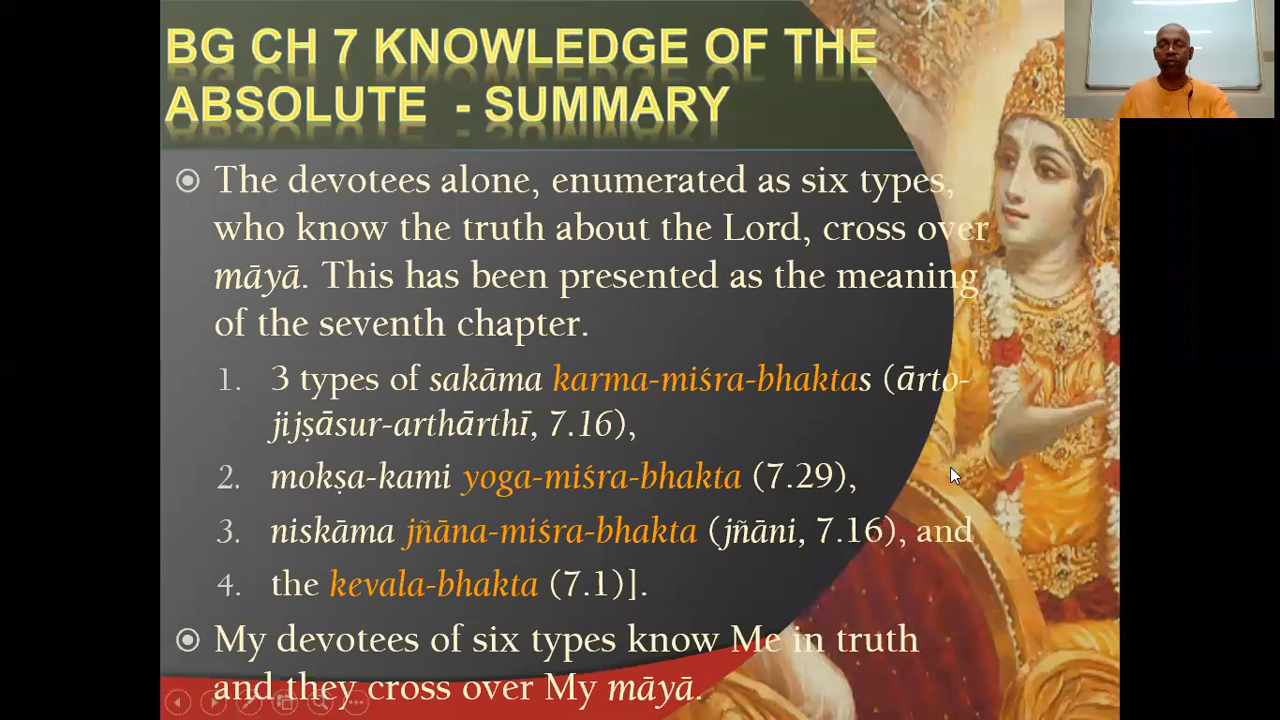 BG CH 7 KNOWLEDGE OF THE
ABSOLUTE - SUMMARY
The devotees alone, enumerated as six types,
who know the truth about the Lord, cross over
māyā. This has been presented as the meaning
of the seventh chapter.
1. 3 types of sakāma karma-miśra-bhaktas (ārto-
jijṣāsur-arthārthī, 7.16),
2. mokṣa-kami yoga-miśra-bhakta (7.29),
3. niskāma jñāna-miśra-bhakta (jñāni, 7.16), and
4. the kevala-bhakta (7.1)].
My devotees of six types know Me in truth
and they cross over My māyā.